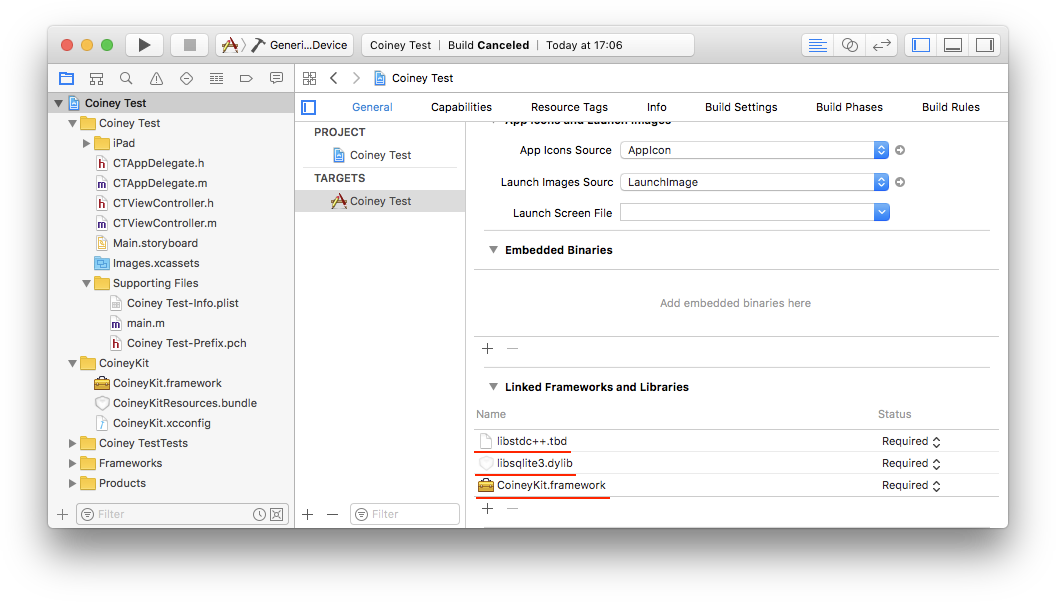 Generi...Device
Coiney Test | Build Canceled | Today at 17:06
Coiney Test
General Capabilities Resource Tags Info Build Settings Build Phases Build Rules
Coiney Test
Coiney Test
iPad
CTAppDelegate.h
CTAppDelegate.m
CTViewController.h
CTViewController.m
Main.storyboard
Images.xcassets
Supporting Files
Coiney Test-Info.plist
main.m
Coiney Test-Prefix.pch
CoineyKit
CoineyKit.framework
CoineyKitResources.bundle
CoineyKit.xcconfig
Coiney TestTests
Frameworks
Products
Filter
PROJECT
Coiney Test
TARGETS
Coiney Test
Filter
App Icons and Launch Images
App Icons Source AppIcon
Launch Images Sourc LaunchImage
Launch Screen File
Embedded Binaries
Add embedded binaries here
Linked Frameworks and Libraries
Name Status
libstdc++.tbd Required
libsqlite3.dylib Required
CoineyKit.framework Required